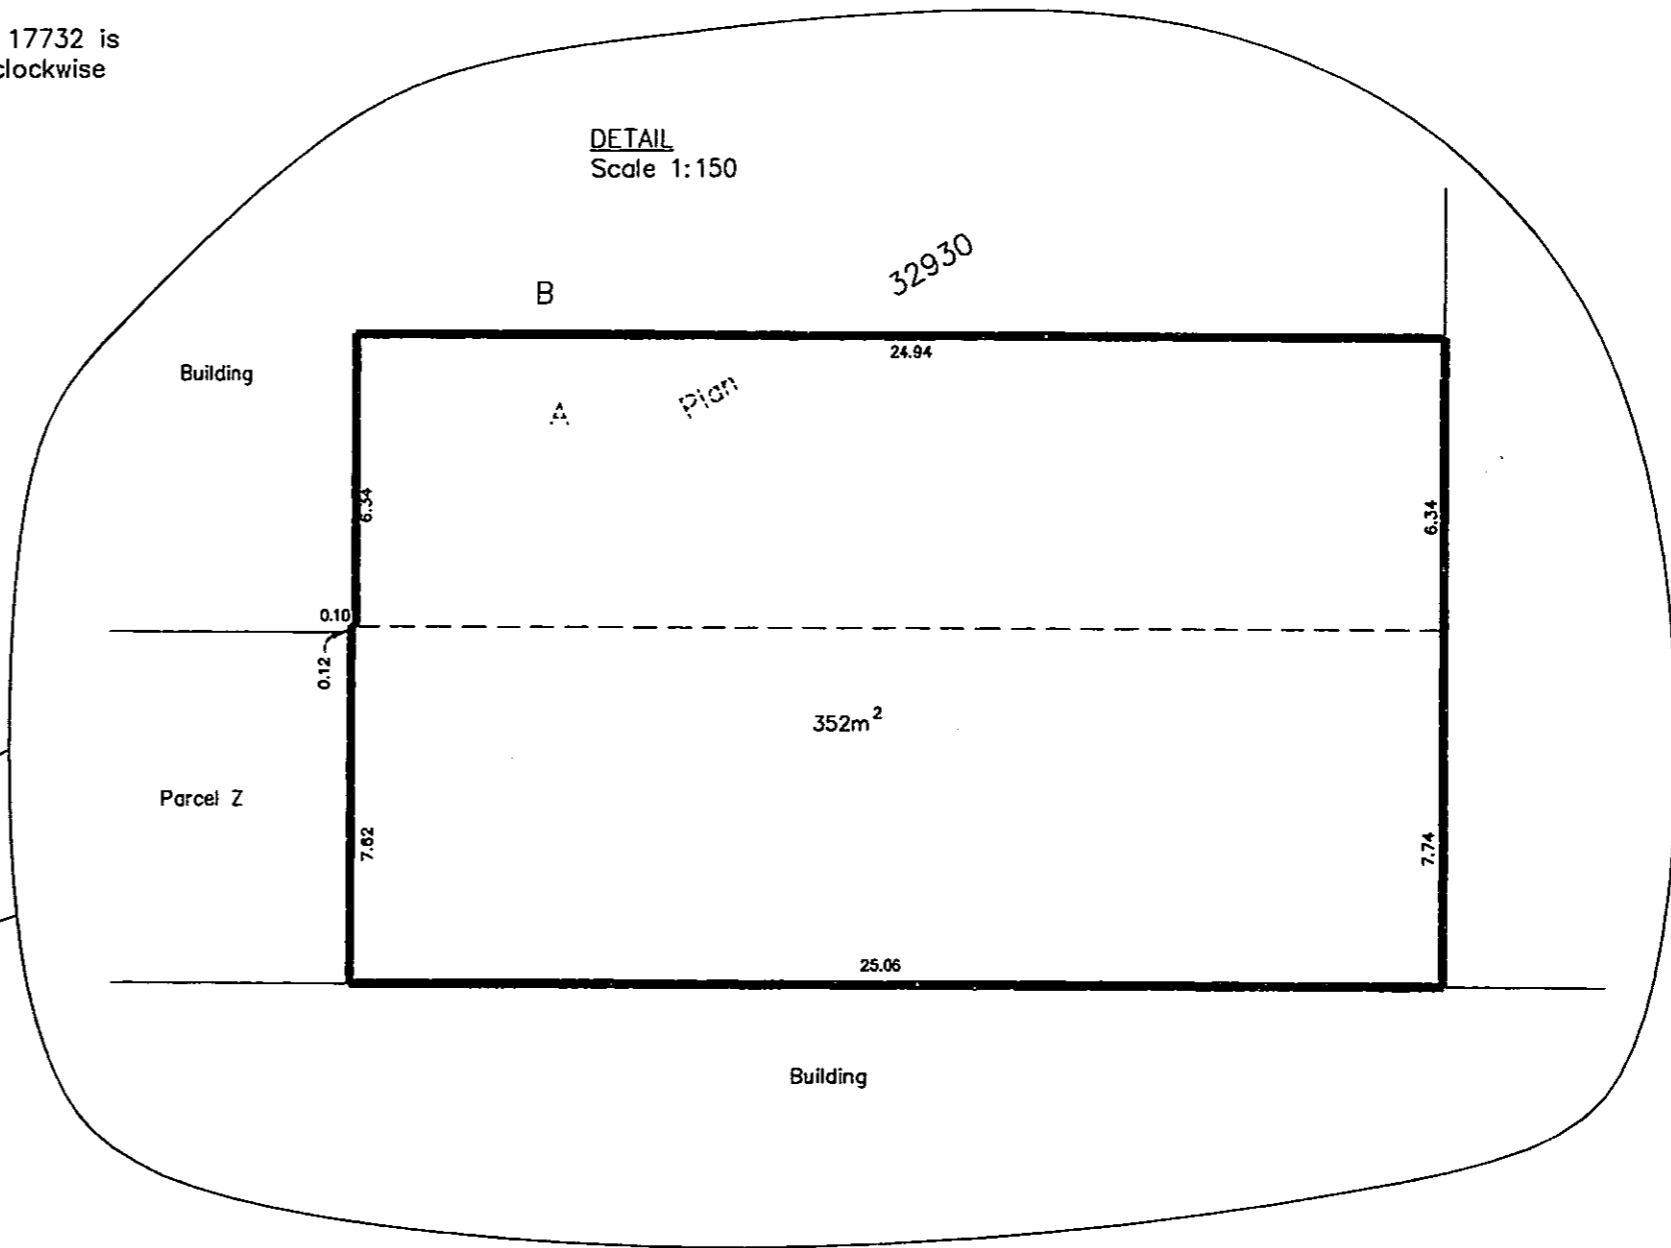 17732 is
clockwise
DETAIL
Scale 1:150
32930
B
24.94
Building
Plan
A
6.34
6.34
0.10
0.12
352m²
Parcel Z
7.62
7.74
25.06
Building